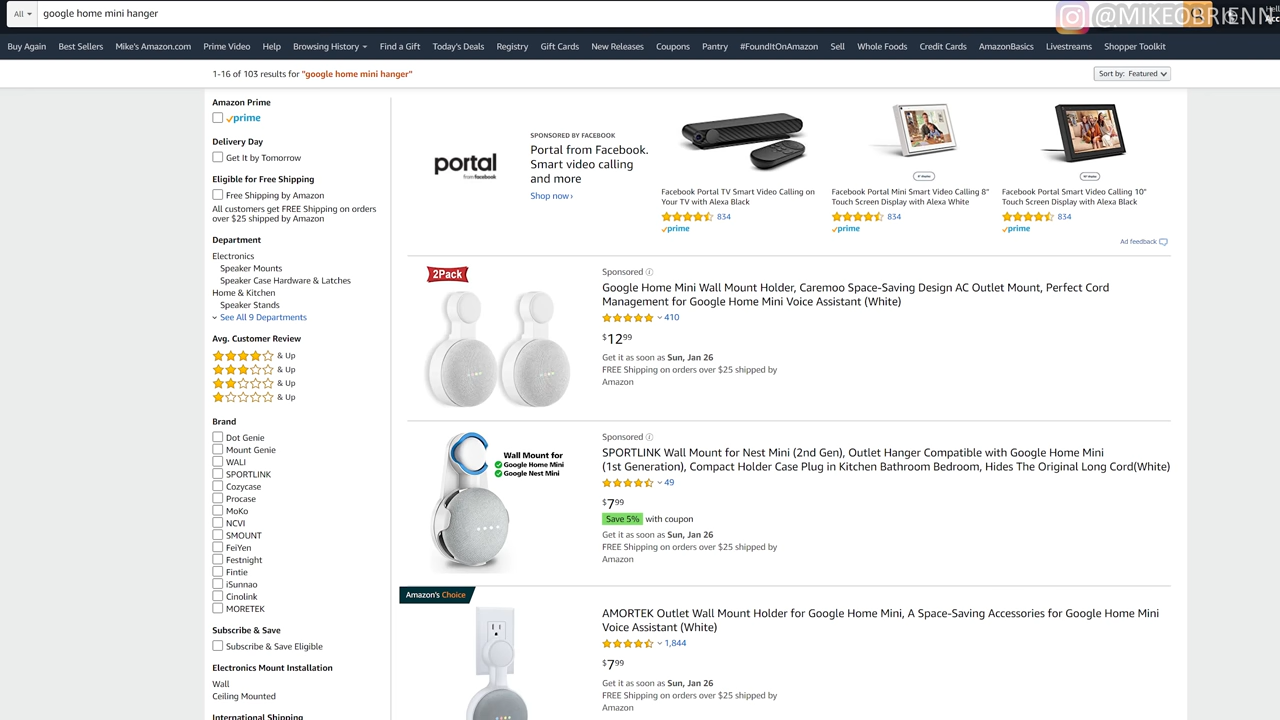 All
google home mini hanger
@MIKEOBRIENN
Buy Again Best Sellers Mike's Amazon.com Prime Video Help Browsing History Find a Gift Today's Deals Registry Gift Cards New Releases Coupons Pantry #FoundItOnAmazon Sell Whole Foods Credit Cards AmazonBasics Livestreams Shopper Toolkit
1-16 of 103 results for "google home mini hanger"
Sort by: Featured
Amazon Prime
prime
Delivery Day
Get It by Tomorrow
Eligible for Free Shipping
Free Shipping by Amazon
All customers get FREE Shipping on orders
over $25 shipped by Amazon
Department
Electronics
Speaker Mounts
Speaker Case Hardware & Latches
Home & Kitchen
Speaker Stands
See All 9 Departments
Avg. Customer Review
& Up
& Up
& Up
& Up
Brand
Dot Genie
Mount Genie
WALI
SPORTLINK
Cozycase
Procase
MoKo
NCVI
SMOUNT
FeiYen
Festnight
Fintie
iSunnao
Cinolink
MORETEK
Subscribe & Save
Subscribe & Save Eligible
Electronics Mount Installation
Wall
Ceiling Mounted
International Shipping
portal
from facebook
SPONSORED BY FACEBOOK
Portal from Facebook.
Smart video calling
and more
Shop now ›
Facebook Portal TV Smart Video Calling on
Your TV with Alexa Black
834
prime
Facebook Portal Mini Smart Video Calling 8"
Touch Screen Display with Alexa White
834
prime
Facebook Portal Smart Video Calling 10"
Touch Screen Display with Alexa Black
834
prime
Ad feedback
2Pack
Sponsored
Google Home Mini Wall Mount Holder, Caremoo Space-Saving Design AC Outlet Mount, Perfect Cord
Management for Google Home Mini Voice Assistant (White)
410
$1299
Get it as soon as Sun, Jan 26
FREE Shipping on orders over $25 shipped by
Amazon
Wall Mount for
Google Home Mini
Google Nest Mini
Sponsored
SPORTLINK Wall Mount for Nest Mini (2nd Gen), Outlet Hanger Compatible with Google Home Mini
(1st Generation), Compact Holder Case Plug in Kitchen Bathroom Bedroom, Hides The Original Long Cord(White)
49
$799
Save 5% with coupon
Get it as soon as Sun, Jan 26
FREE Shipping on orders over $25 shipped by
Amazon
Amazon's Choice
AMORTEK Outlet Wall Mount Holder for Google Home Mini, A Space-Saving Accessories for Google Home Mini
Voice Assistant (White)
1,844
$799
Get it as soon as Sun, Jan 26
FREE Shipping on orders over $25 shipped by
Amazon